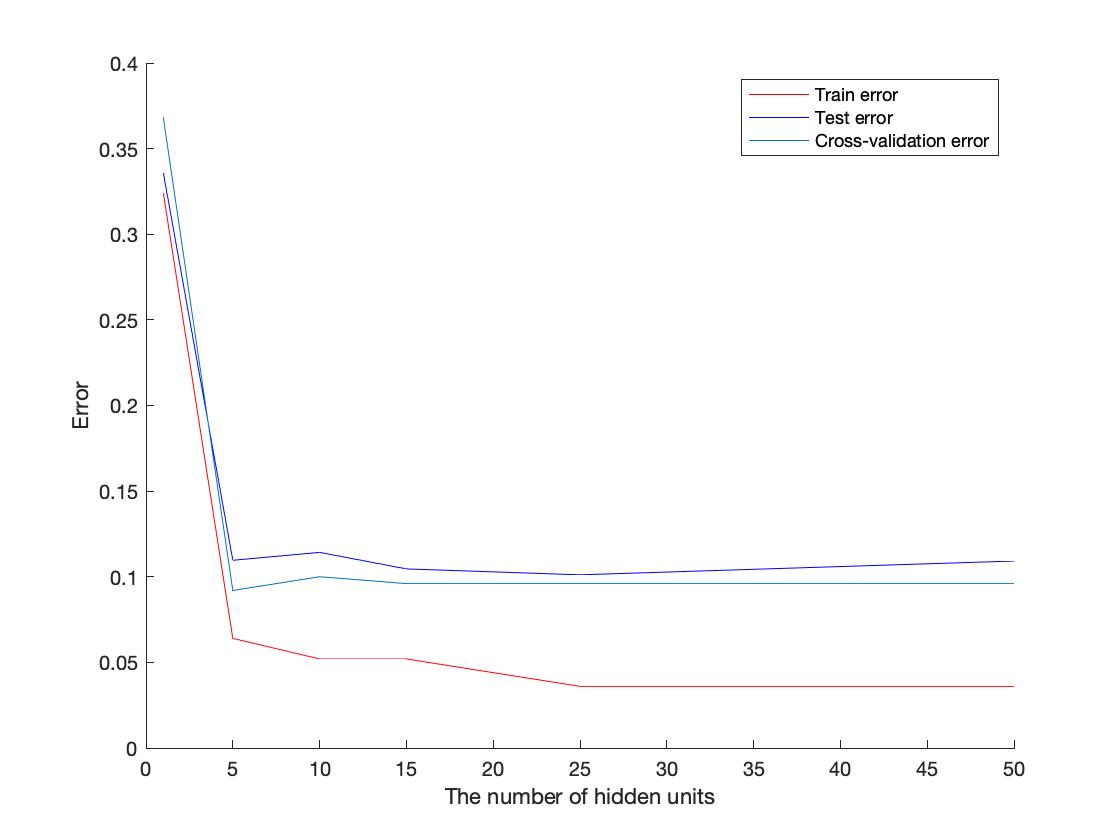 0.4
0.35
0.3
0.25
0.2
0.15
0.1
0.05
0
Error
Train error
Test error
Cross-validation error
0 5 10 15 20 25 30 35 40 45 50
The number of hidden units